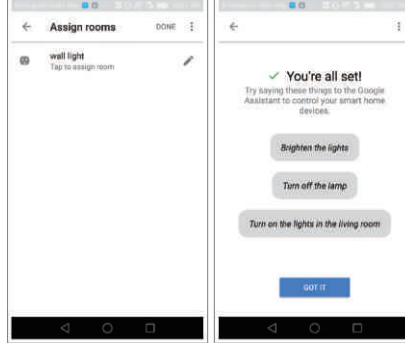 Assign rooms
DONE
wall light
Tap to assign room
You're all set!
Try saying these things to the Google
Assistant to control your smart home
devices.
Brighten the lights
Turn off the lamp
Turn on the lights in the living room
GOT IT